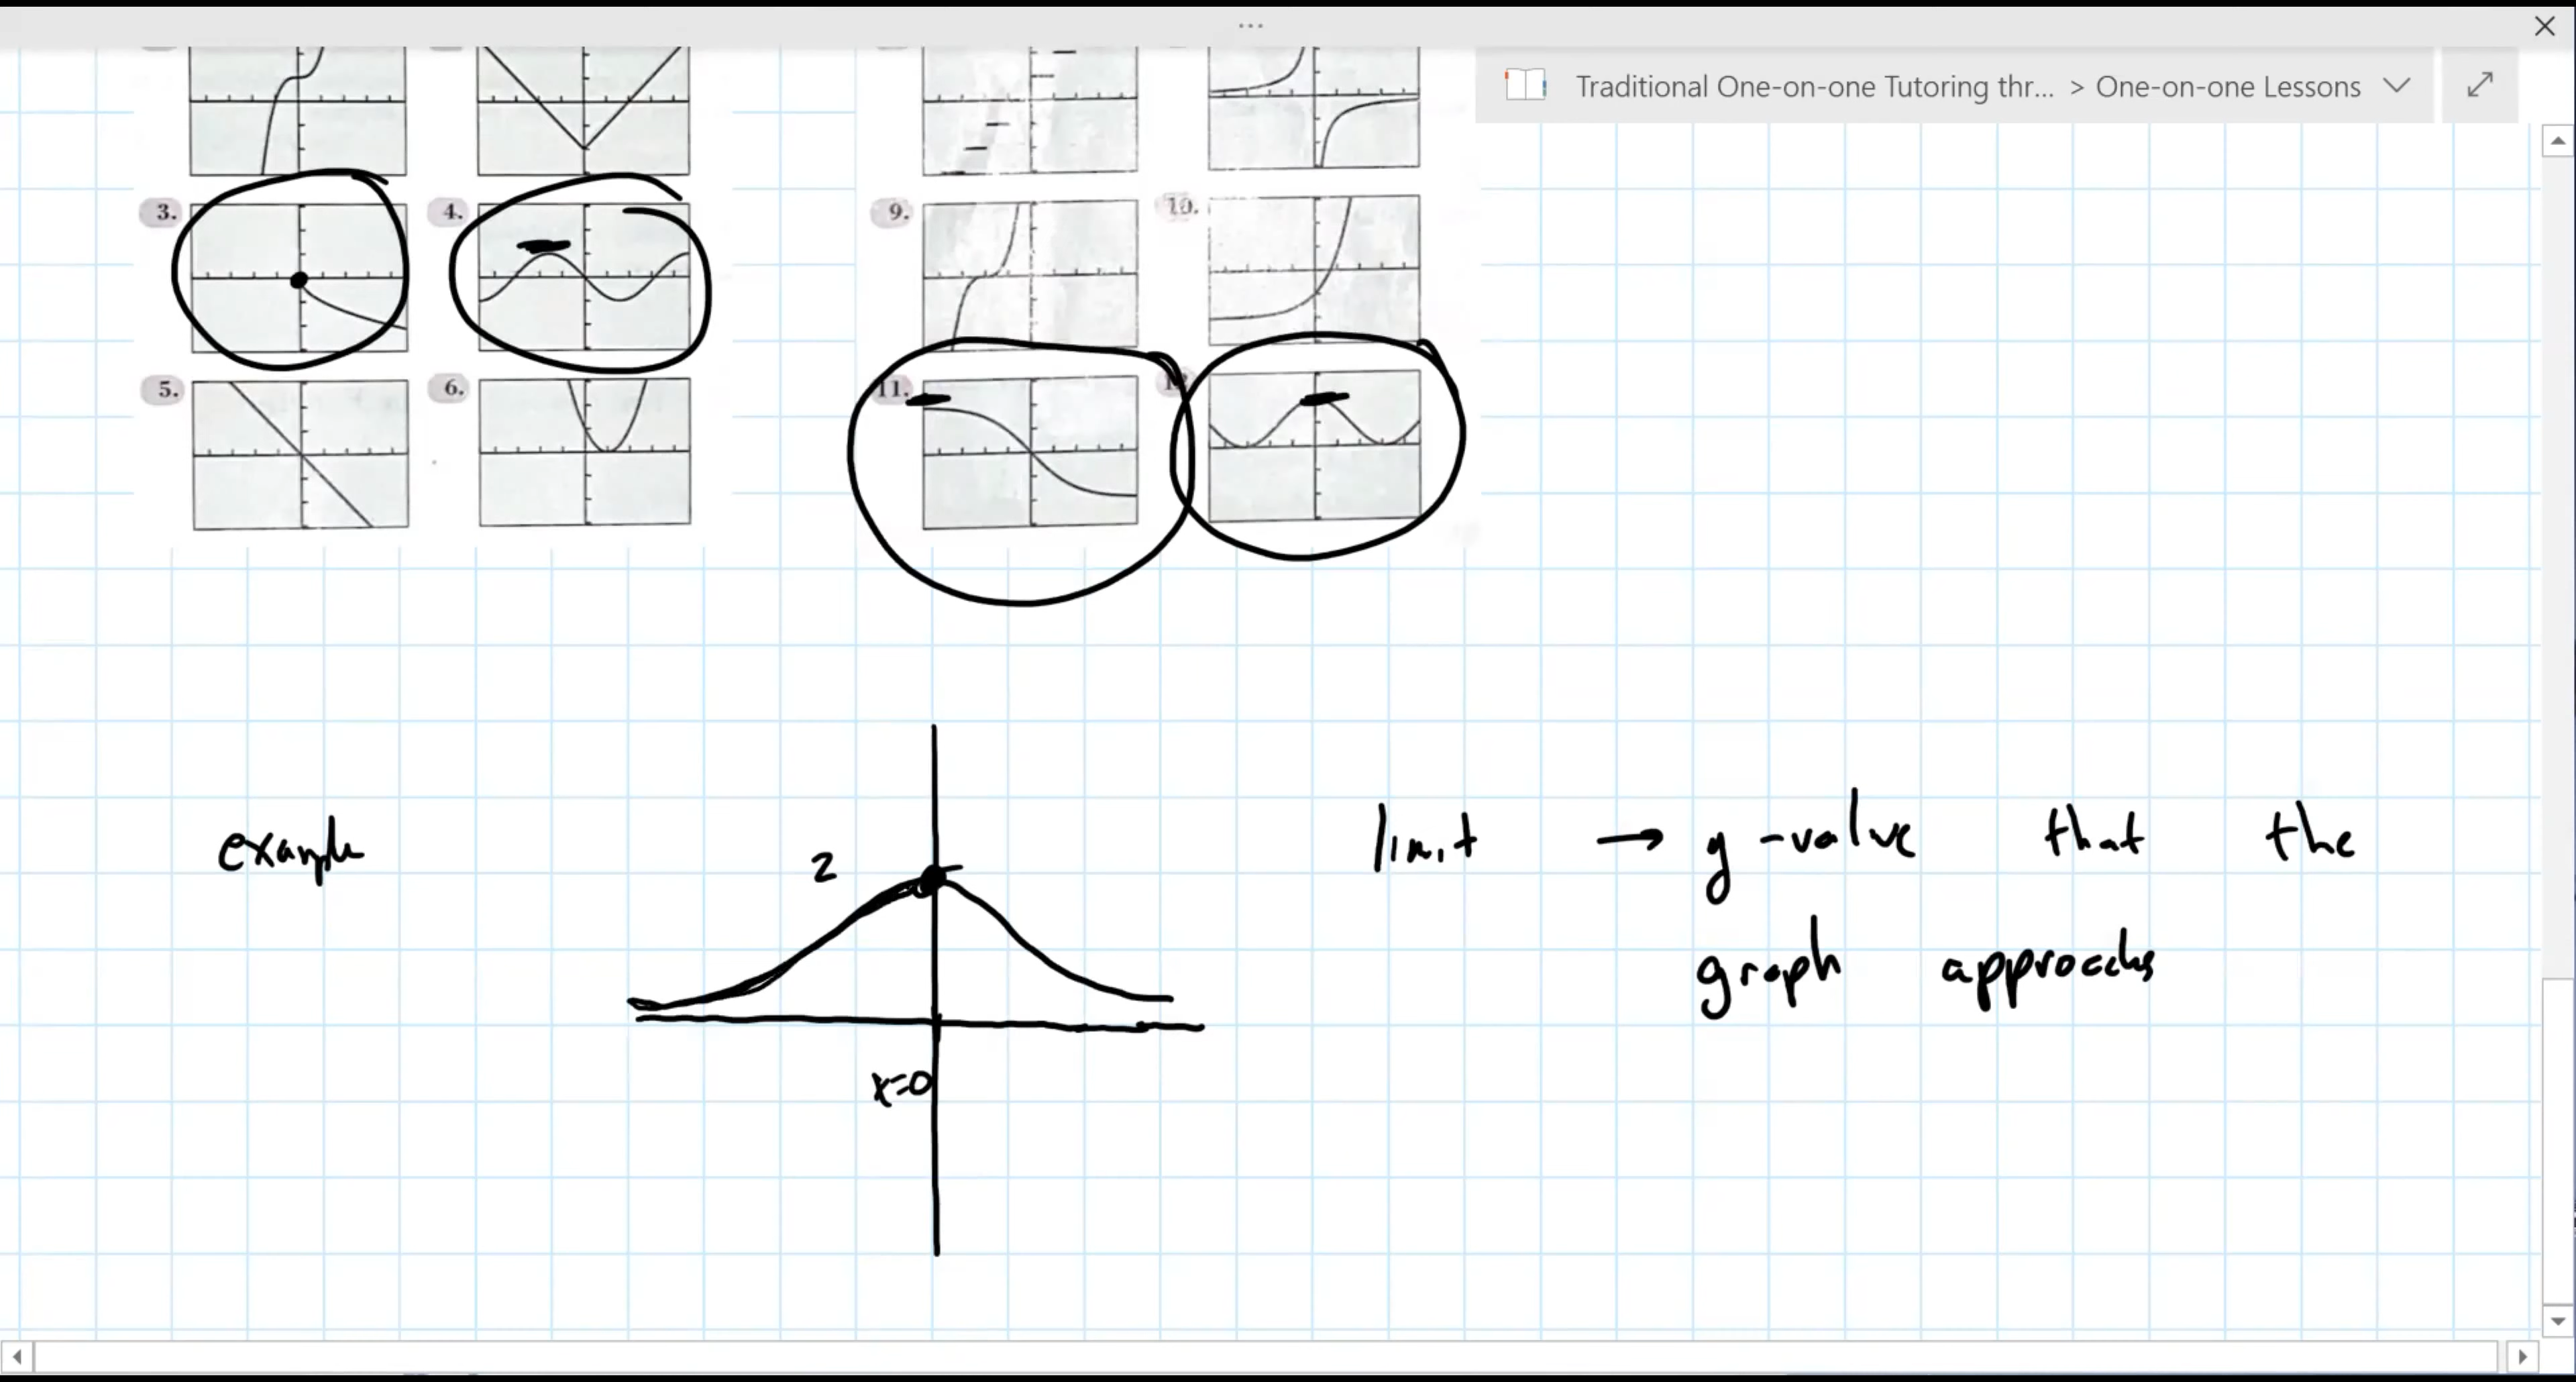 ...
Traditional One-on-one Tutoring thr... > One-on-one Lessons
3.
4.
9.
10.
5.
6.
11.
example
2
limit → y-value that the
graph approaches
x=0